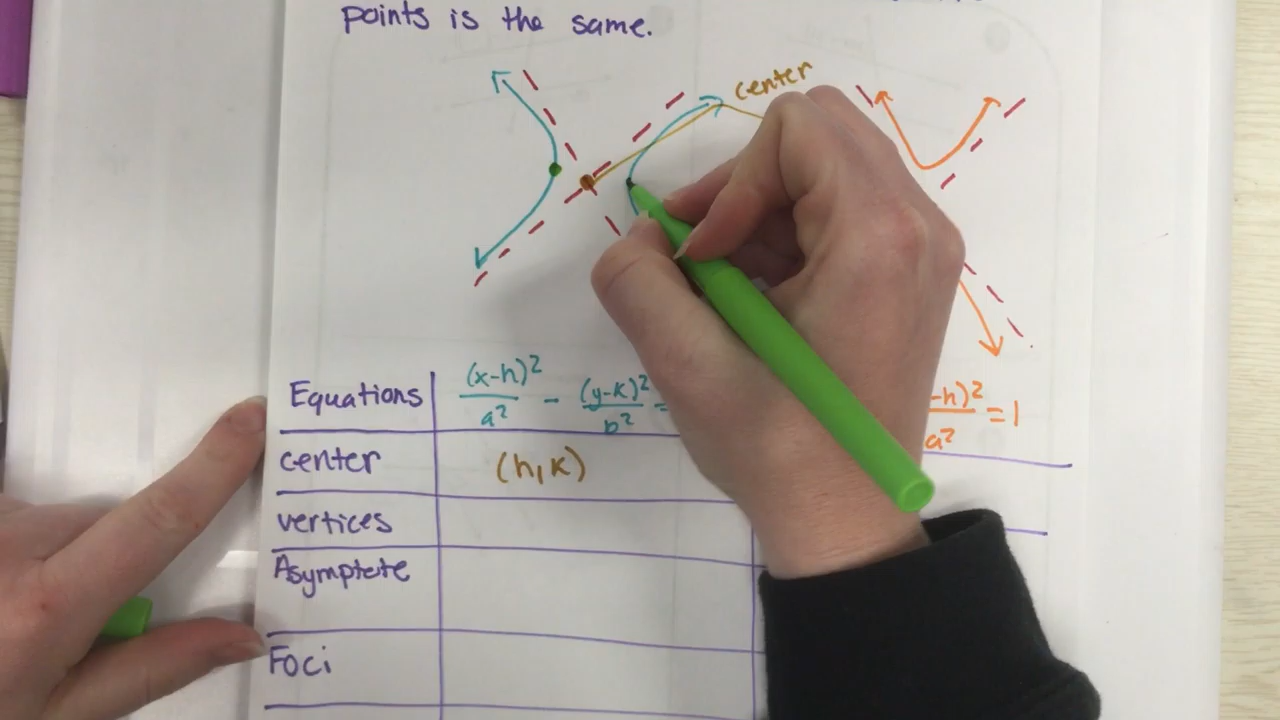 points is the same.
center
Equations (x-h)² / a² - (y-k)² / b² = -h)² / a² = 1
center (h,k)
vertices
Asymptote
Foci